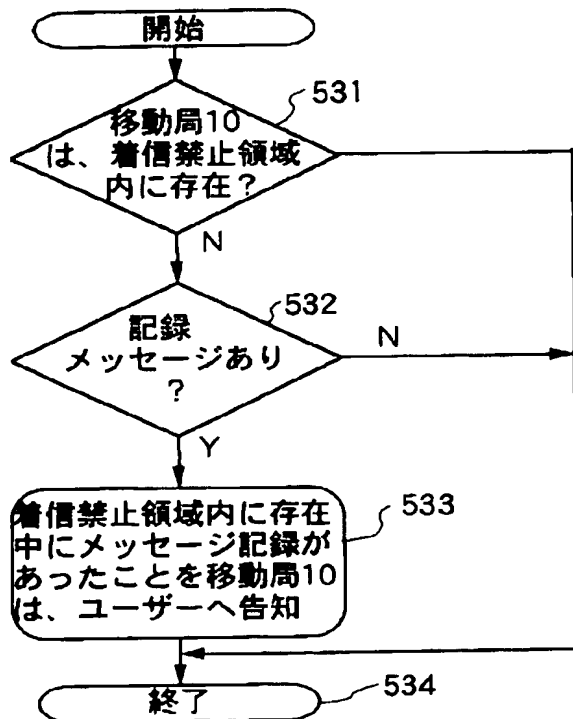 開始
531
移動局10
は、着信禁止領域
内に存在？
N
532
記録
メッセージあり
？
N
Y
533
着信禁止領域内に存在
中にメッセージ記録が
あったことを移動局10
は、ユーザーへ告知
534
終了